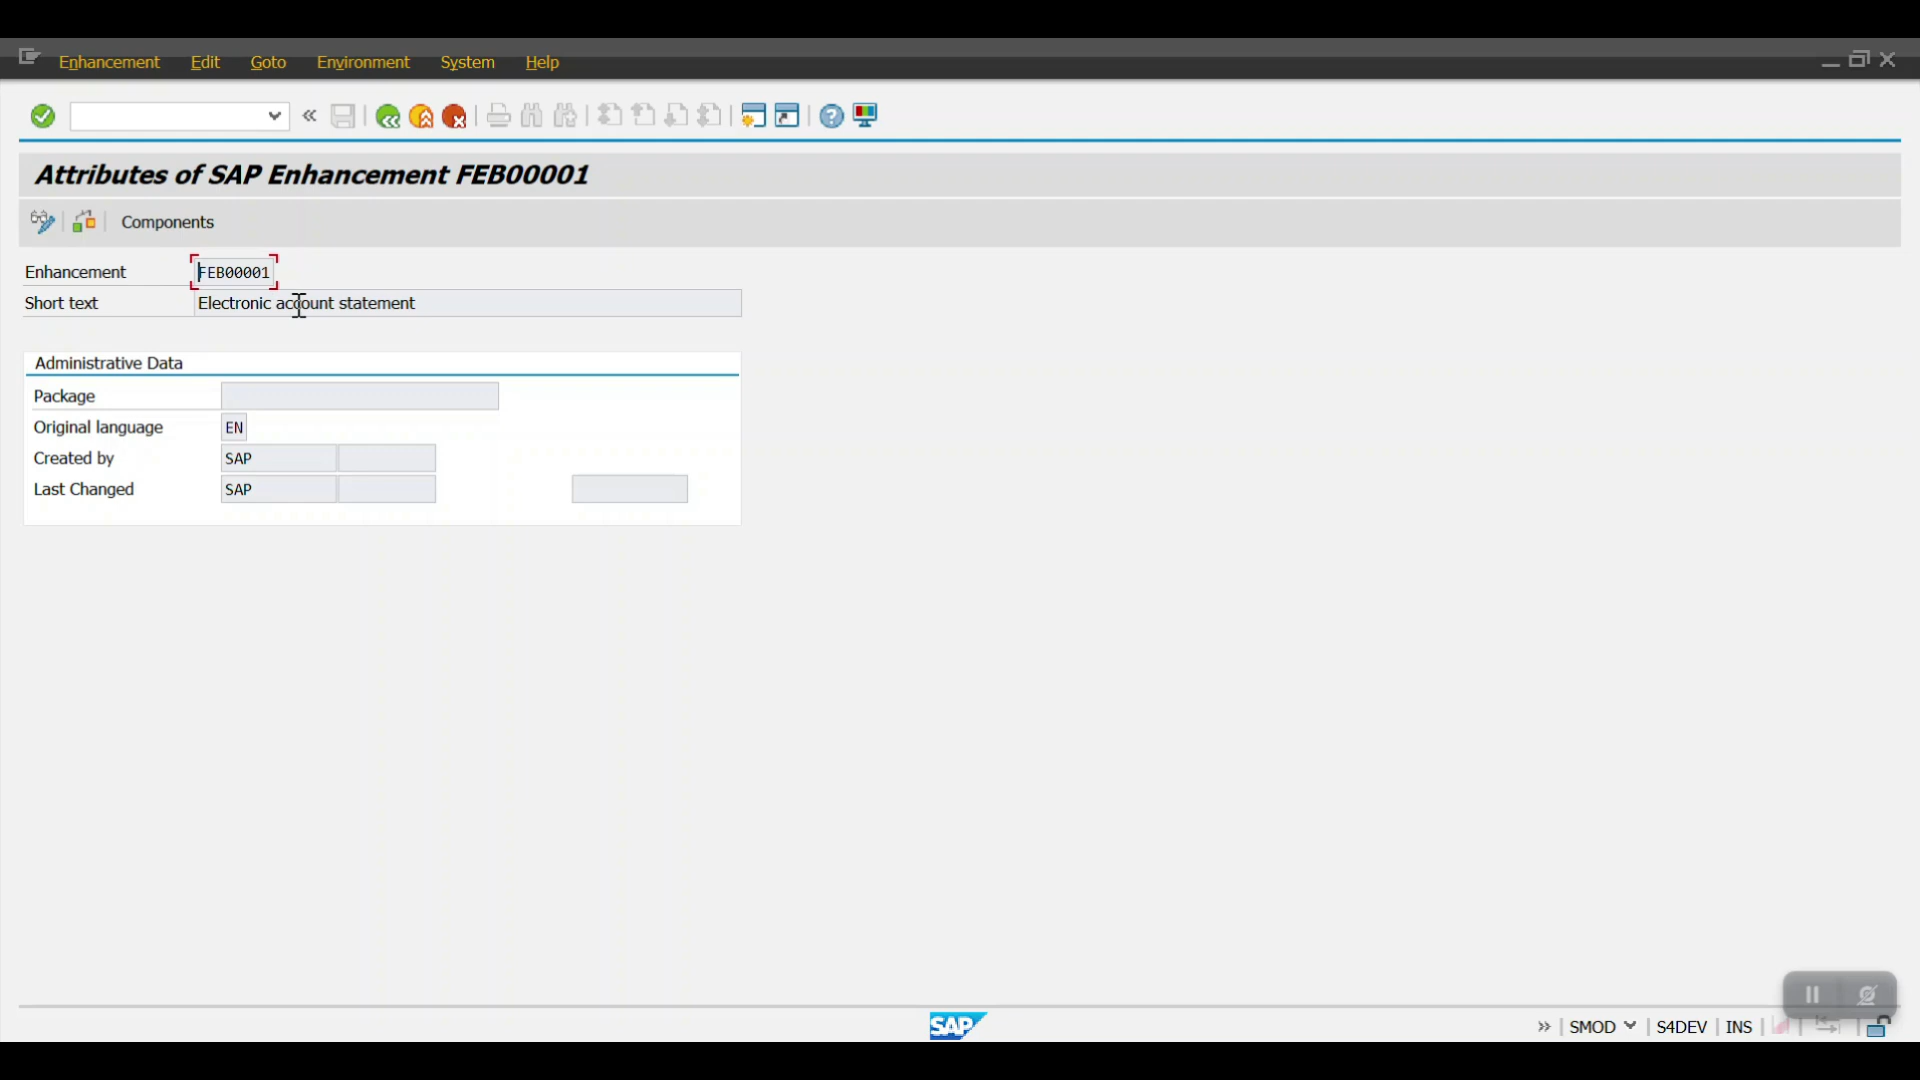 Enhancement Edit Goto Environment System Help
Attributes of SAP Enhancement FEB00001
Components
Enhancement FEB00001
Short text Electronic account statement
Administrative Data
Package
Original language EN
Created by SAP
Last Changed SAP
SAP
SMOD S4DEV INS